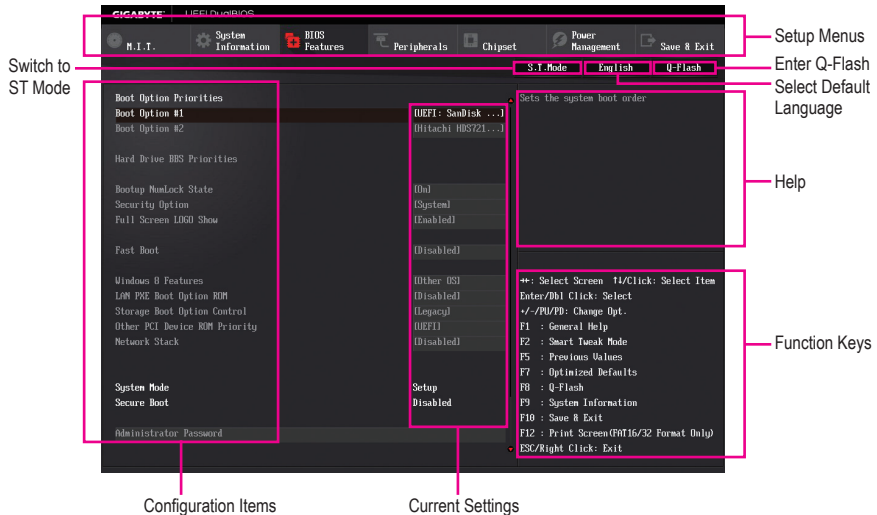 GIGABYTE UEFI DualBIOS
M.I.T.
System Information
BIOS Features
Peripherals
Chipset
Power Management
Save & Exit
Setup Menus
S.T.Mode English Q-Flash
Switch to
ST Mode
Enter Q-Flash
Select Default
Language
Boot Option Priorities
Boot Option #1 [UEFI: SanDisk ...]
Boot Option #2 [Hitachi HDS721...]
Hard Drive BBS Priorities
Bootup NumLock State [On]
Security Option [System]
Full Screen LOGO Show [Enabled]
Fast Boot [Disabled]
Windows 8 Features [Other OS]
LAN PXE Boot Option ROM [Disabled]
Storage Boot Option Control [Legacy]
Other PCI Device ROM Priority [UEFI]
Network Stack [Disabled]
System Mode Setup
Secure Boot Disabled
Administrator Password
Sets the system boot order
Help
→←: Select Screen ↑↓/Click: Select Item
Enter/Dbl Click: Select
+/-/PU/PD: Change Opt.
F1 : General Help
F2 : Smart Tweak Mode
F5 : Previous Values
F7 : Optimized Defaults
F8 : Q-Flash
F9 : System Information
F10 : Save & Exit
F12 : Print Screen(FAT16/32 Format Only)
ESC/Right Click: Exit
Function Keys
Configuration Items
Current Settings